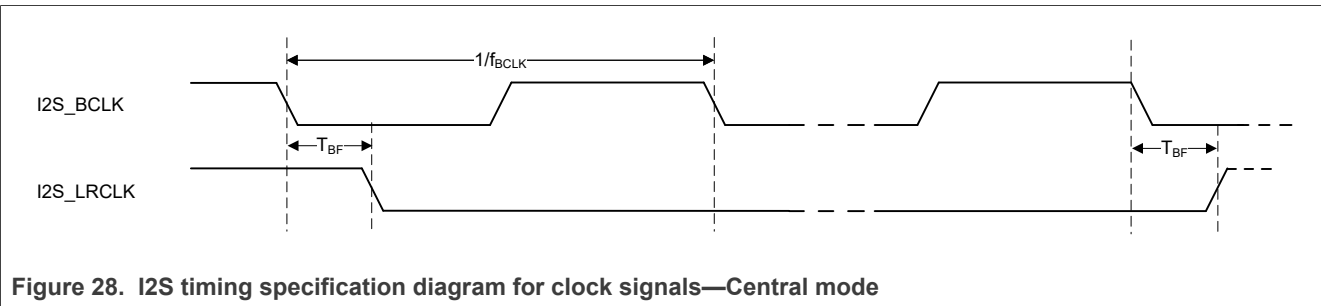 1/fBCLK
I2S_BCLK
TBF
TBF
I2S_LRCLK
Figure 28. I2S timing specification diagram for clock signals—Central mode